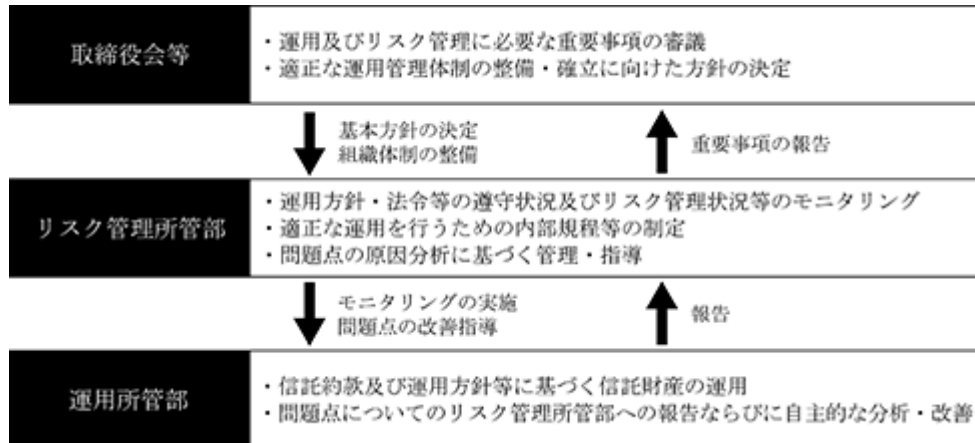 取締役会等
・運用及びリスク管理に必要な重要事項の審議
・適正な運用管理体制の整備・確立に向けた方針の決定
基本方針の決定
組織体制の整備
重要事項の報告
リスク管理所管部
・運用方針・法令等の遵守状況及びリスク管理状況等のモニタリング
・適正な運用を行うための内部規程等の制定
・問題点の原因分析に基づく管理・指導
モニタリングの実施
問題点の改善指導
報告
運用所管部
・信託約款及び運用方針等に基づく信託財産の運用
・問題点についてのリスク管理所管部への報告ならびに自主的な分析・改善